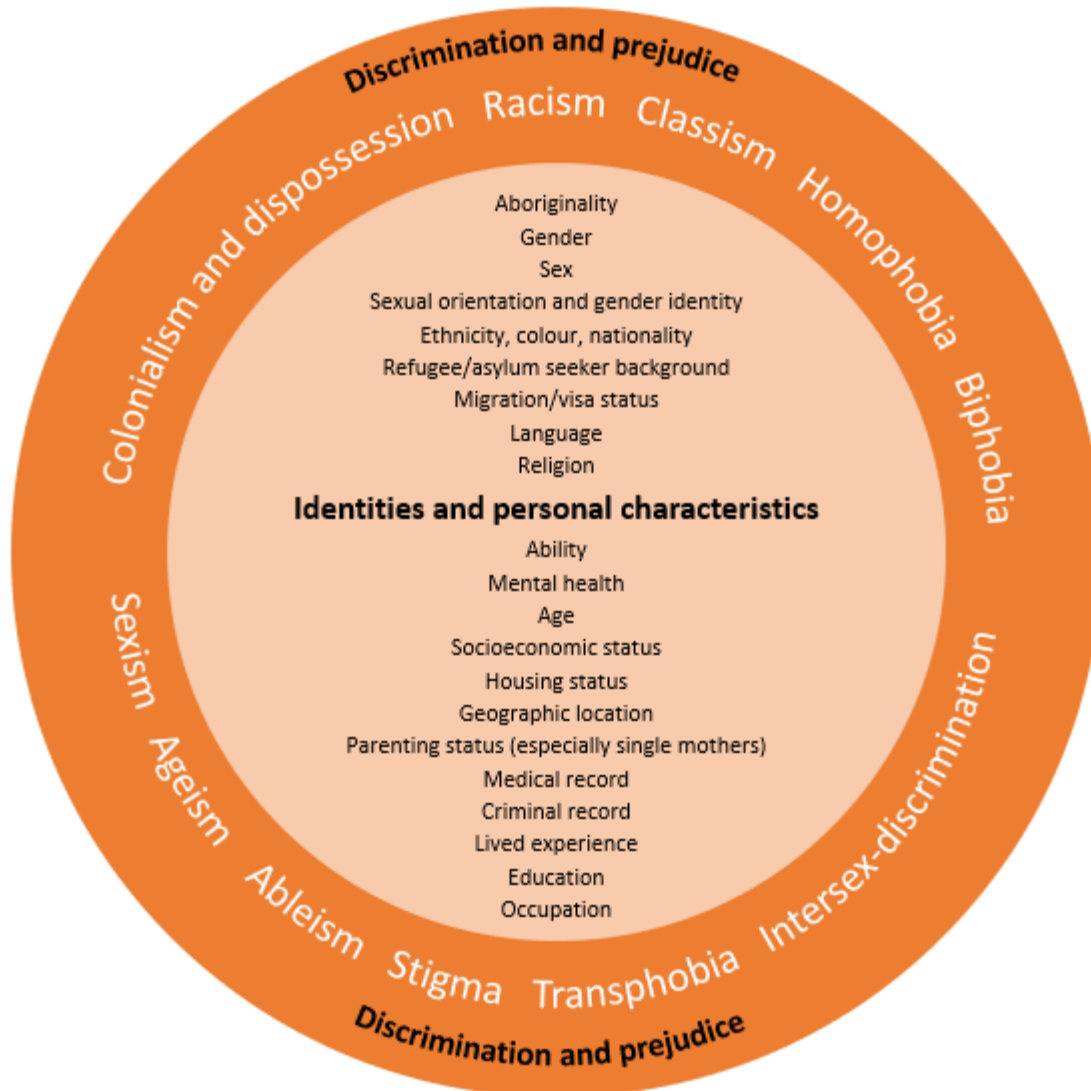 Discrimination and prejudice
Colonialism and dispossession
Racism
Classism
Homophobia
Biphobia
Aboriginality
Gender
Sex
Sexual orientation and gender identity
Ethnicity, colour, nationality
Refugee/asylum seeker background
Migration/visa status
Language
Religion
Identities and personal characteristics
Ability
Mental health
Age
Socioeconomic status
Housing status
Geographic location
Parenting status (especially single mothers)
Medical record
Criminal record
Lived experience
Education
Occupation
Sexism
Ageism
Ableism
Stigma
Transphobia
Intersex-discrimination
Discrimination and prejudice